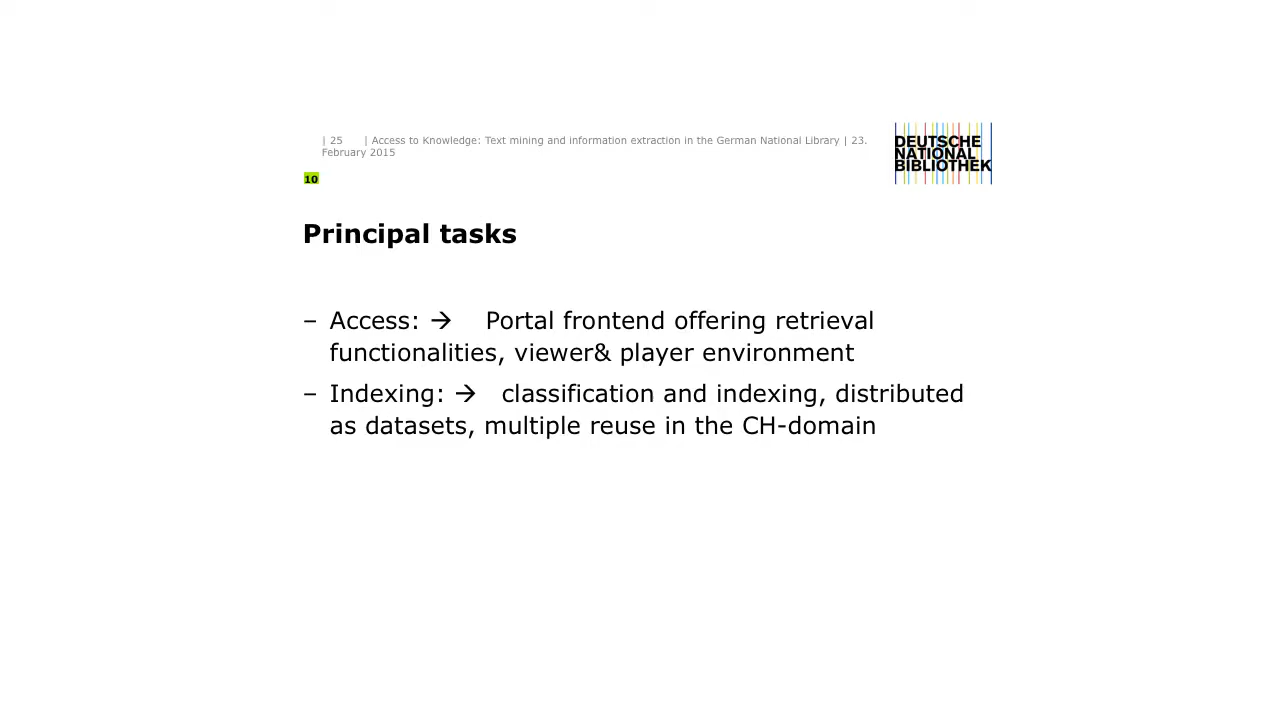 | 25 | Access to Knowledge: Text mining and information extraction in the German National Library | 23.
February 2015
DEUTSCHE
NATIONAL
BIBLIOTHEK
10
Principal tasks
– Access: → Portal frontend offering retrieval
functionalities, viewer& player environment
– Indexing: → classification and indexing, distributed
as datasets, multiple reuse in the CH-domain